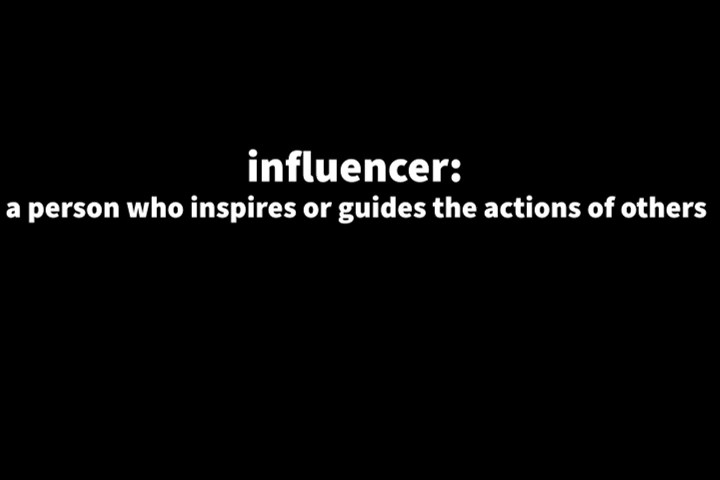 influencer:
a person who inspires or guides the actions of others